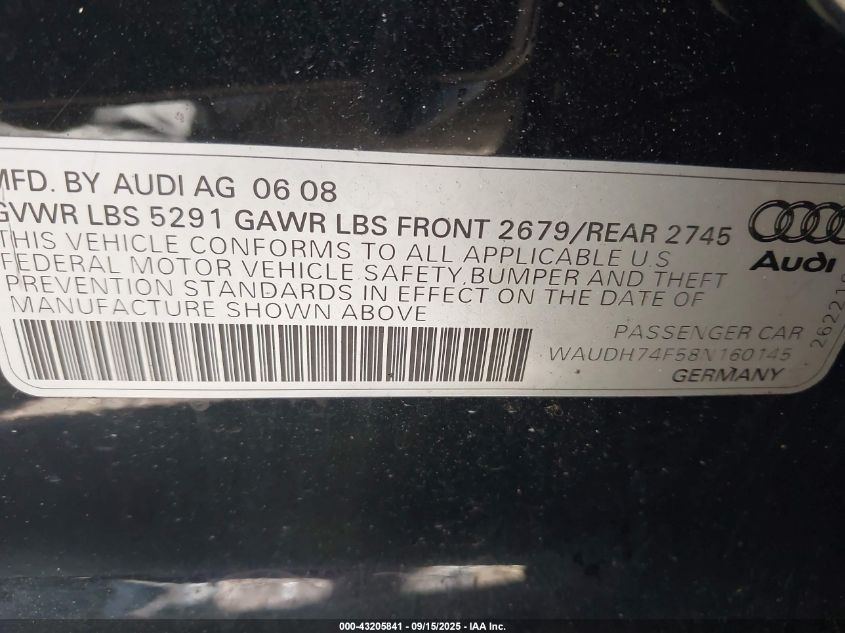 MFD. BY AUDI AG 06 08
GVWR LBS 5291 GAWR LBS FRONT 2679/REAR 2745
THIS VEHICLE CONFORMS TO ALL APPLICABLE U S
FEDERAL MOTOR VEHICLE SAFETY, BUMPER AND THEFT
PREVENTION STANDARDS IN EFFECT ON THE DATE OF
MANUFACTURE SHOWN ABOVE
Audi
PASSENGER CAR
WAUDH74F58N160145
GERMANY
000-43205841 - 09/15/2025 - IAA Inc.